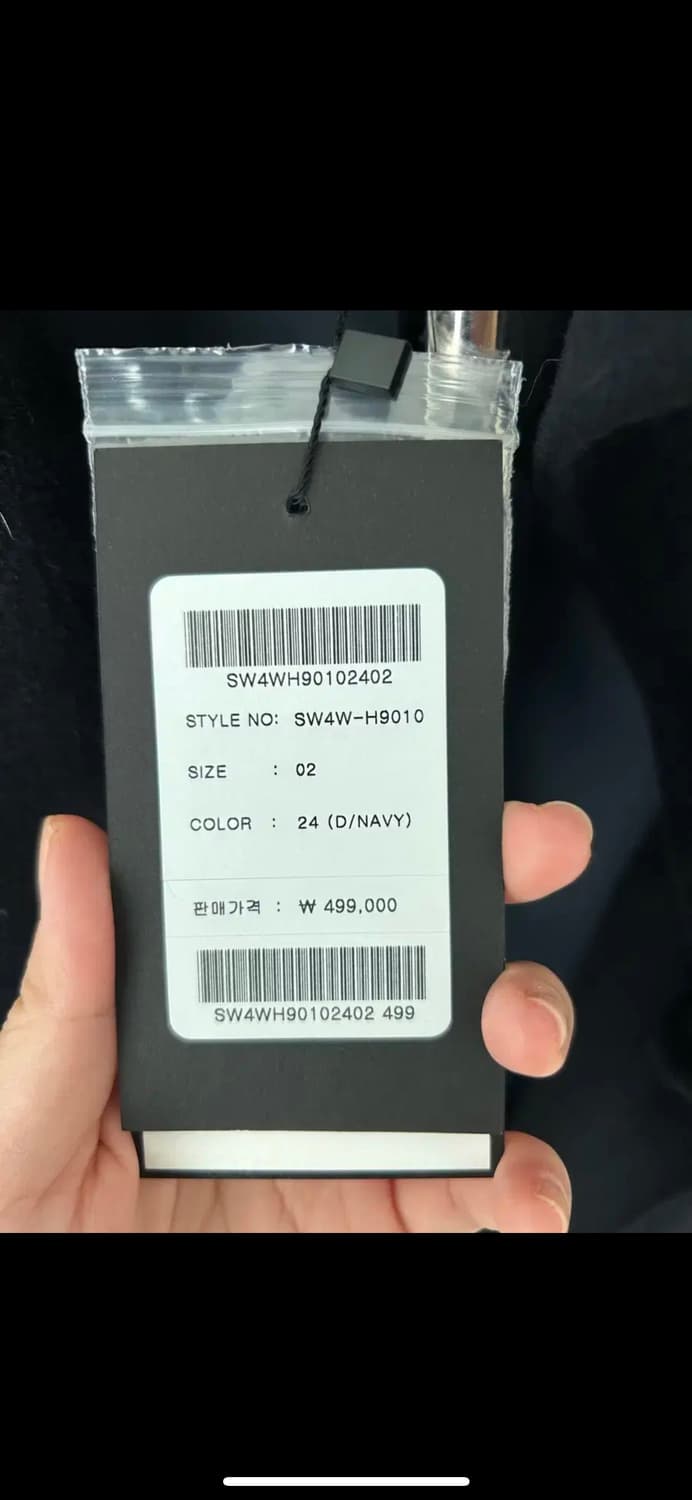 SW4WH90102402
STYLE NO: SW4W-H9010
SIZE : 02
COLOR : 24 (D/NAVY)
판매가격 : ₩ 499,000
SW4WH90102402 499